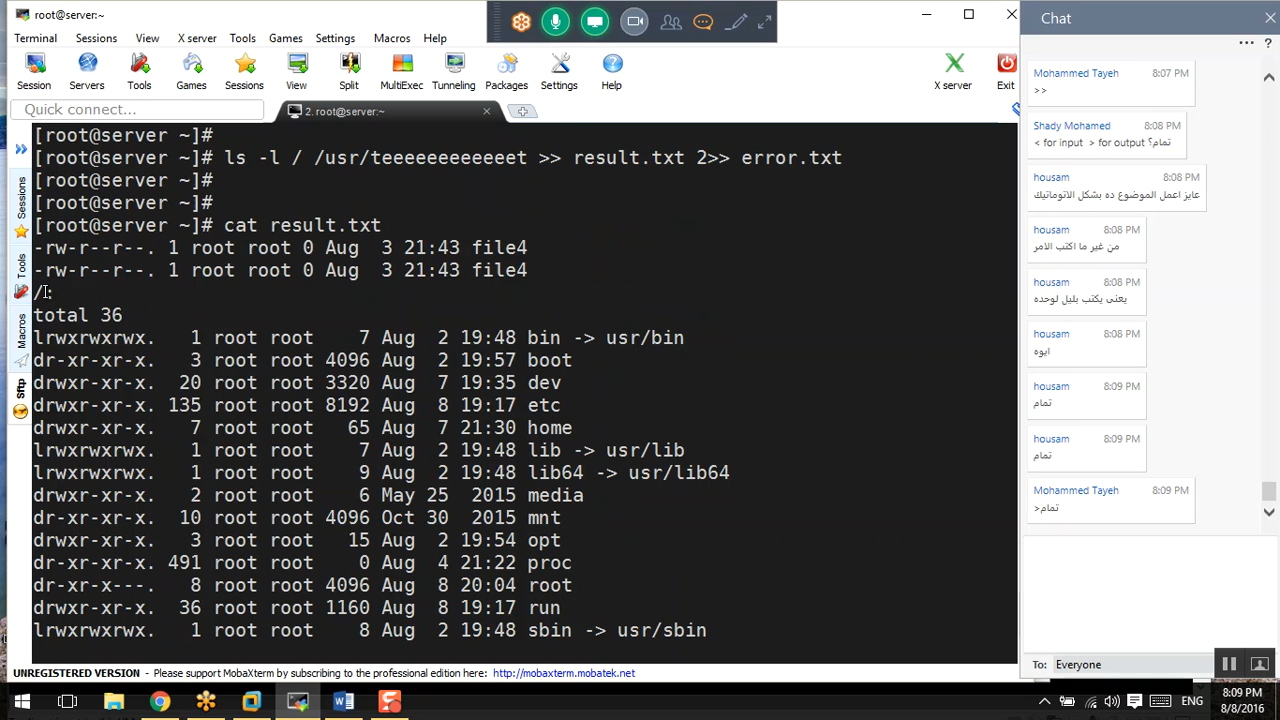 root@server:~
Terminal Sessions View X server Tools Games Settings Macros Help
Session Servers Tools Games Sessions View Split MultiExec Tunneling Packages Settings Help X server Exit
Quick connect...
2. root@server:~
[root@server ~]#
[root@server ~]# ls -l / /usr/teeeeeeeeeeeet >> result.txt 2>> error.txt
[root@server ~]#
[root@server ~]#
[root@server ~]# cat result.txt
-rw-r--r--. 1 root root 0 Aug  3 21:43 file4
-rw-r--r--. 1 root root 0 Aug  3 21:43 file4
/:
total 36
lrwxrwxrwx.   1 root root    7 Aug  2 19:48 bin -> usr/bin
dr-xr-xr-x.   3 root root 4096 Aug  2 19:57 boot
drwxr-xr-x.  20 root root 3320 Aug  7 19:35 dev
drwxr-xr-x. 135 root root 8192 Aug  8 19:17 etc
drwxr-xr-x.   7 root root   65 Aug  7 21:30 home
lrwxrwxrwx.   1 root root    7 Aug  2 19:48 lib -> usr/lib
lrwxrwxrwx.   1 root root    9 Aug  2 19:48 lib64 -> usr/lib64
drwxr-xr-x.   2 root root    6 May 25  2015 media
dr-xr-xr-x.  10 root root 4096 Oct 30  2015 mnt
drwxr-xr-x.   3 root root   15 Aug  2 19:54 opt
dr-xr-xr-x. 491 root root    0 Aug  4 21:22 proc
dr-xr-x---.   8 root root 4096 Aug  8 20:04 root
drwxr-xr-x.  36 root root 1160 Aug  8 19:17 run
lrwxrwxrwx.   1 root root    8 Aug  2 19:48 sbin -> usr/sbin
Sessions
Tools
Macros
Sftp
UNREGISTERED VERSION - Please support MobaXterm by subscribing to the professional edition here: http://mobaxterm.mobatek.net
Chat
Mohammed Tayeh 8:07 PM
>>
Shady Mohamed 8:08 PM
< for input > for output تمام؟
housam 8:08 PM
عايز اعمل الموضوع ده بشكل الاتوماتيك
housam 8:08 PM
من غير ما اكتب الامر
housam 8:08 PM
يعنى يكتب بليل لوحده
housam 8:08 PM
ايوه
housam 8:09 PM
تمام
housam 8:09 PM
تمام
Mohammed Tayeh 8:09 PM
>تمام
To: Everyone
ENG
8:09 PM
8/8/2016